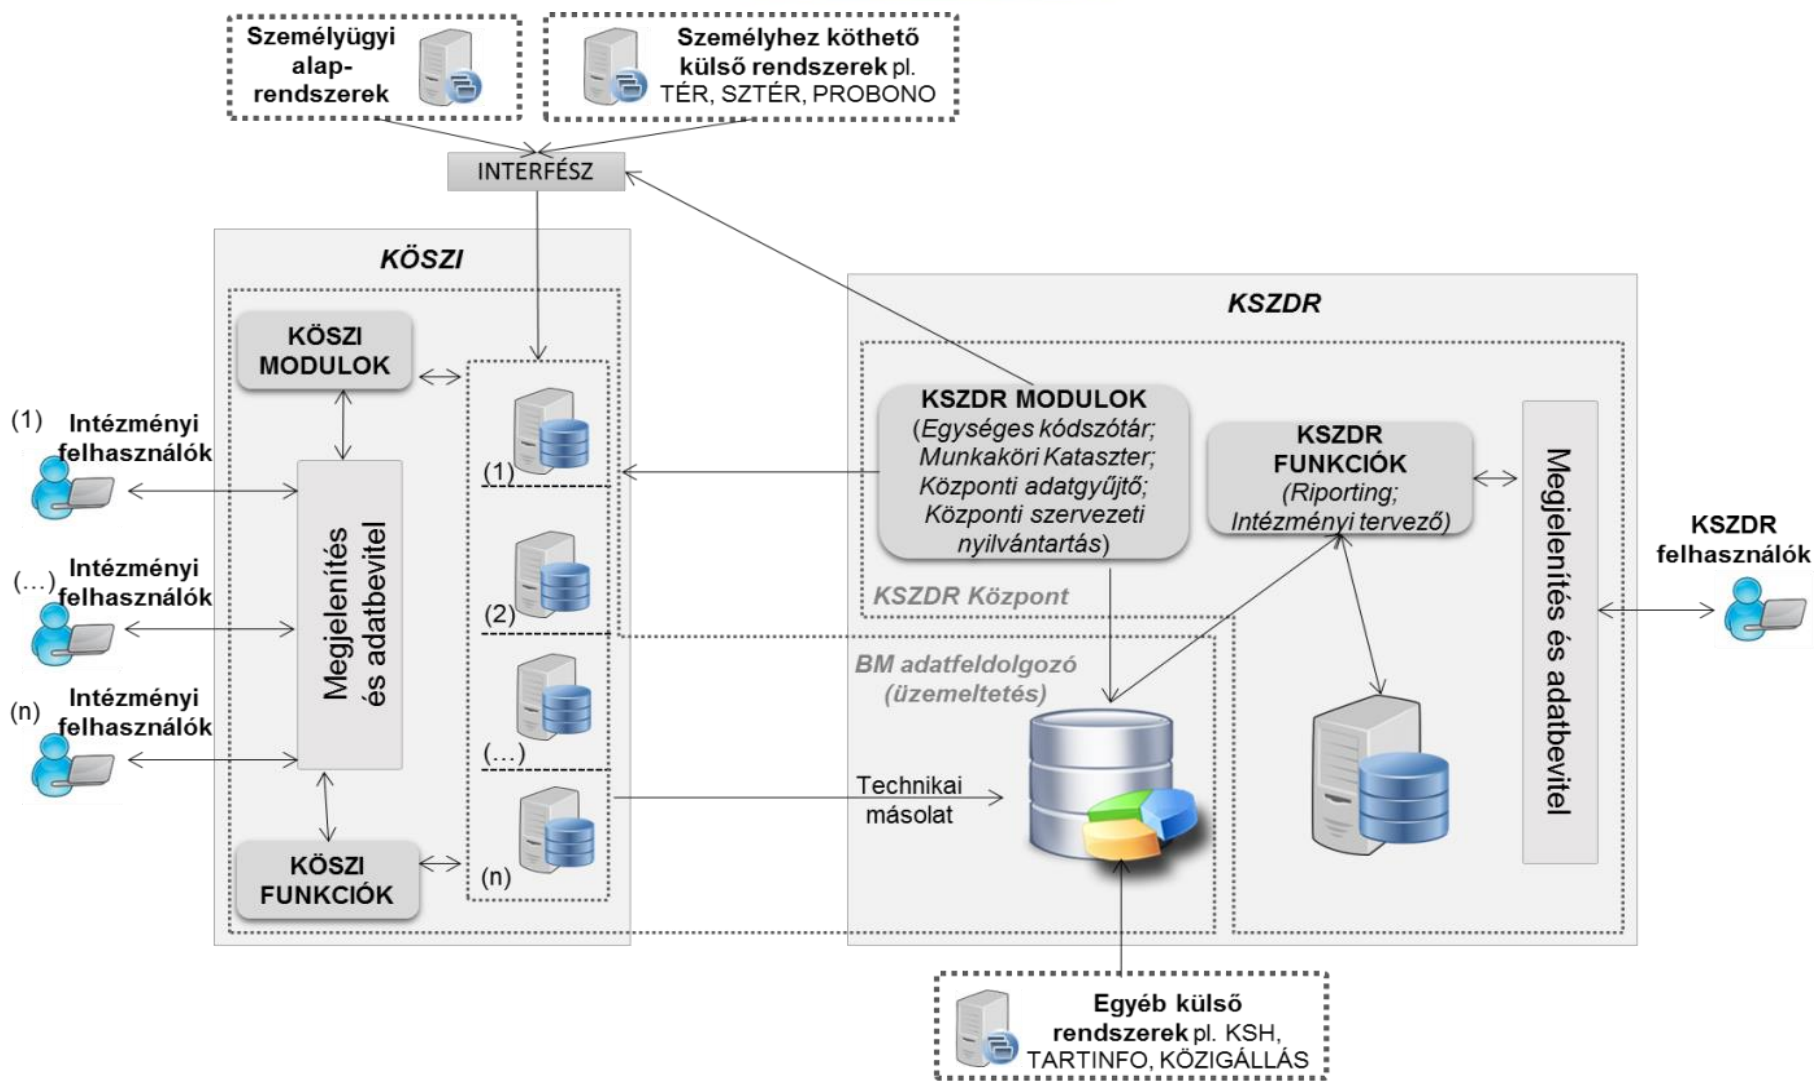 Személyügyi
alap-
rendszerek
Személyhez köthető
külső rendszerek pl.
TÉR, SZTÉR, PROBONO
INTERFÉSZ
KÖSZI
KÖSZI
MODULOK
(1)
Intézményi
felhasználók
(…)
Intézményi
felhasználók
(n)
Intézményi
felhasználók
Megjelenítés
és adatbevitel
KÖSZI
FUNKCIÓK
(1)
(2)
(…)
(n)
Technikai
másolat
KSZDR
KSZDR MODULOK
(Egységes kódszótár;
Munkaköri Kataszter;
Központi adatgyűjtő;
Központi szervezeti
nyilvántartás)
KSZDR Központ
BM adatfeldolgozó
(üzemeltetés)
KSZDR
FUNKCIÓK
(Riporting;
Intézményi tervező)
Megjelenítés és adatbevitel
KSZDR
felhasználók
Egyéb külső
rendszerek pl. KSH,
TARTINFO, KÖZIGÁLLÁS